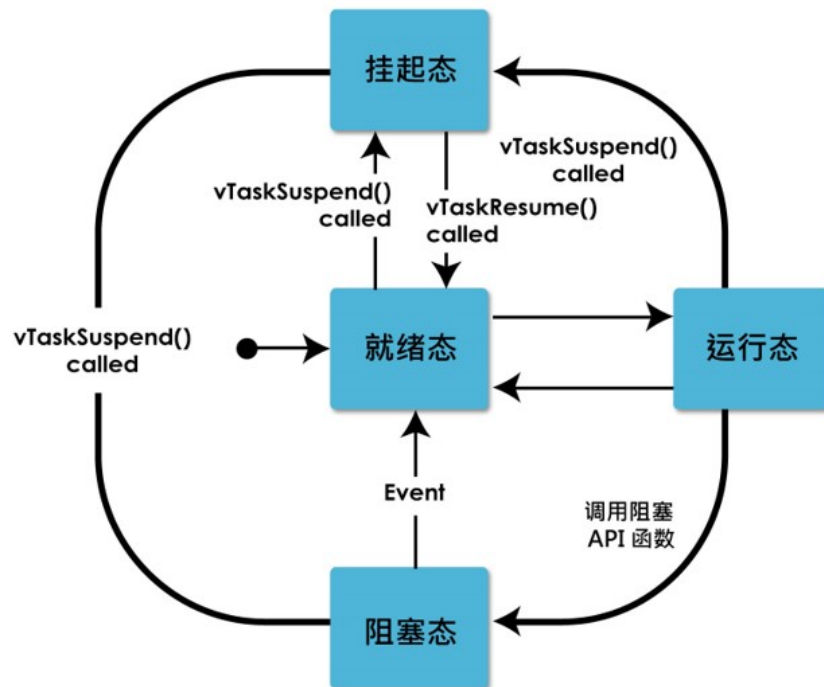 挂起态
vTaskSuspend()
called
vTaskSuspend()
called
vTaskResume()
called
vTaskSuspend()
called
就绪态
运行态
Event
调用阻塞
API 函数
阻塞态